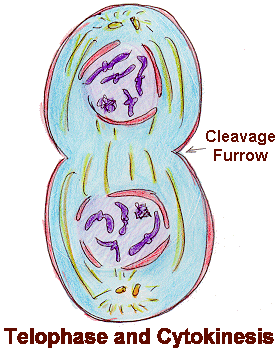 Cleavage
Furrow
Telophase and Cytokinesis